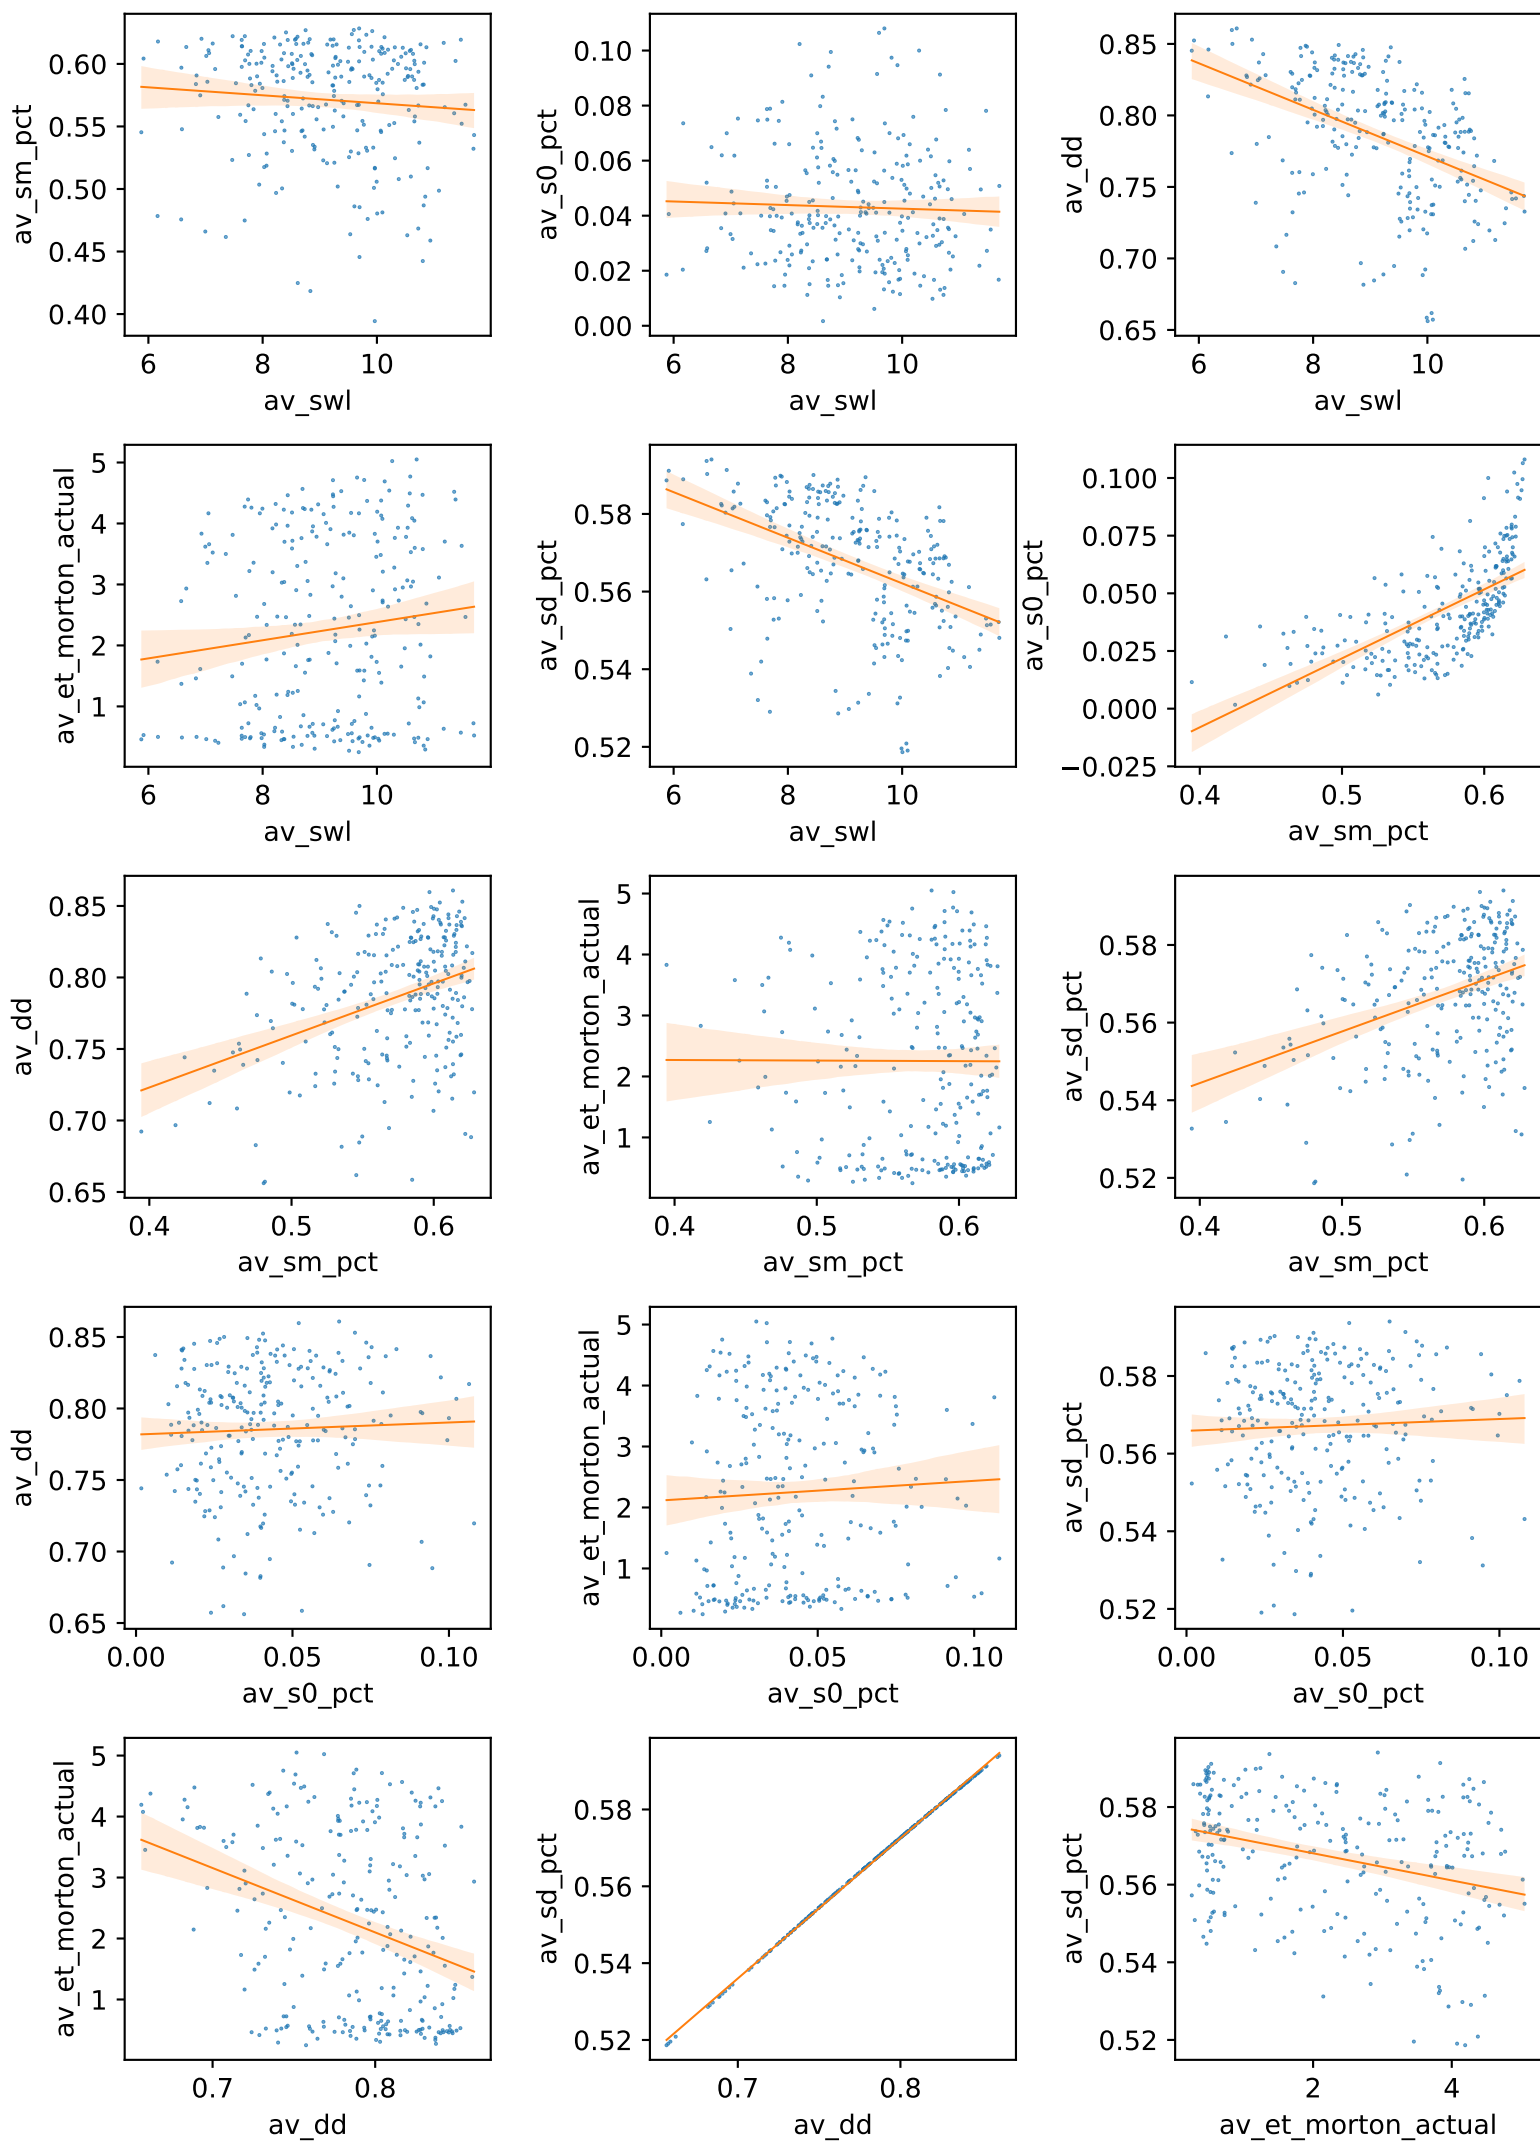 av_sm_pct
0.60
0.55
0.50
0.45
0.40
6 8 10
av_swl
av_s0_pct
0.10
0.08
0.06
0.04
0.02
0.00
6 8 10
av_swl
av_dd
0.85
0.80
0.75
0.70
0.65
6 8 10
av_swl
av_et_morton_actual
5
4
3
2
1
6 8 10
av_swl
av_sd_pct
0.58
0.56
0.54
0.52
6 8 10
av_swl
av_s0_pct
0.100
0.075
0.050
0.025
0.000
−0.025
0.4 0.5 0.6
av_sm_pct
av_dd
0.85
0.80
0.75
0.70
0.65
0.4 0.5 0.6
av_sm_pct
av_et_morton_actual
5
4
3
2
1
0.4 0.5 0.6
av_sm_pct
av_sd_pct
0.58
0.56
0.54
0.52
0.4 0.5 0.6
av_sm_pct
av_dd
0.85
0.80
0.75
0.70
0.65
0.00 0.05 0.10
av_s0_pct
av_et_morton_actual
5
4
3
2
1
0.00 0.05 0.10
av_s0_pct
av_sd_pct
0.58
0.56
0.54
0.52
0.00 0.05 0.10
av_s0_pct
av_et_morton_actual
5
4
3
2
1
0.7 0.8
av_dd
av_sd_pct
0.58
0.56
0.54
0.52
0.7 0.8
av_dd
av_sd_pct
0.58
0.56
0.54
0.52
2 4
av_et_morton_actual